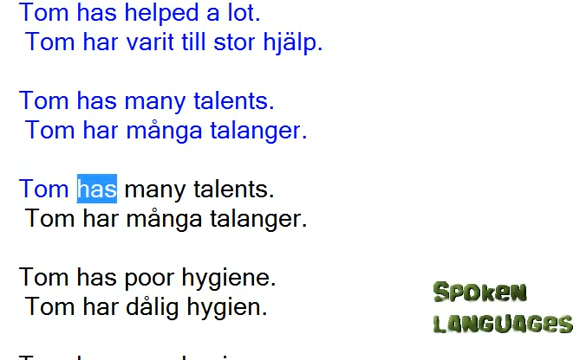 Tom has helped a lot.
Tom har varit till stor hjälp.
Tom has many talents.
Tom har många talanger.
Tom has many talents.
Tom har många talanger.
Tom has poor hygiene.
Tom har dålig hygien.
SPOKEN
LANGUAGES